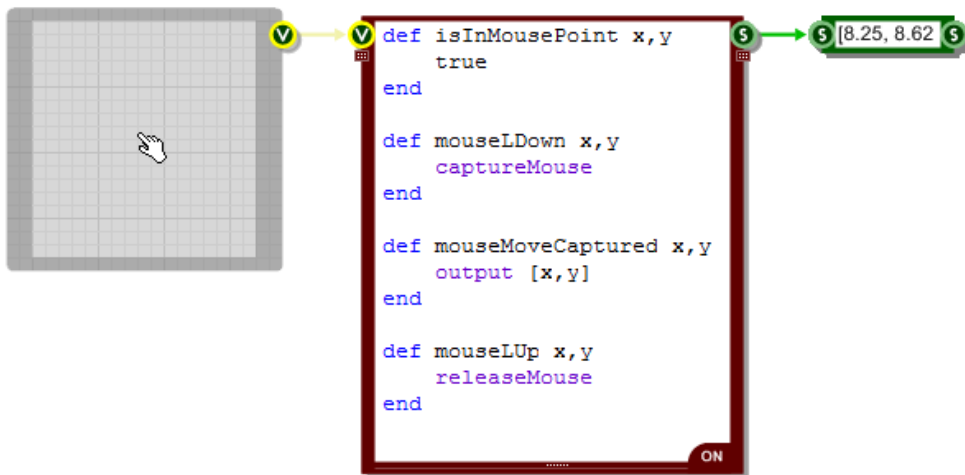 V
V
def isInMousePoint x,y
true
end
def mouseLDown x,y
captureMouse
end
def mouseMoveCaptured x,y
output [x,y]
end
def mouseLUp x,y
releaseMouse
end
ON
S
S [8.25, 8.62 S